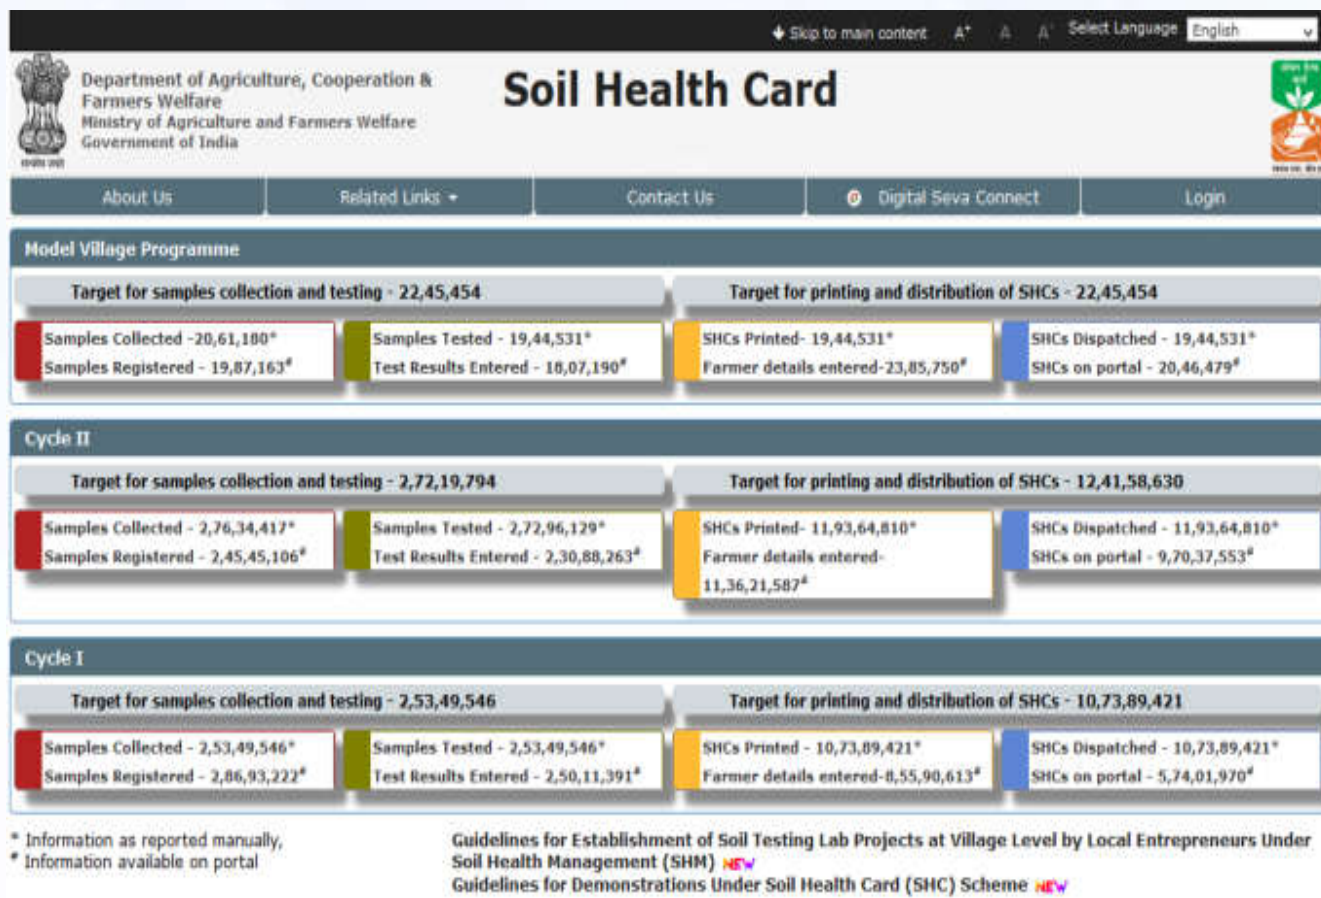 Skip to main content A⁺ A A⁻ Select Language English
Department of Agriculture, Cooperation &
Farmers Welfare
Ministry of Agriculture and Farmers Welfare
Government of India
Soil Health Card
About Us Related Links Contact Us Digital Seva Connect Login
Model Village Programme
Target for samples collection and testing - 22,45,454 Target for printing and distribution of SHCs - 22,45,454
Samples Collected -20,61,180* Samples Tested - 19,44,531* SHCs Printed- 19,44,531* SHCs Dispatched - 19,44,531*
Samples Registered - 19,87,163# Test Results Entered - 18,07,190# Farmer details entered-23,85,750# SHCs on portal - 20,46,479#
Cycle II
Target for samples collection and testing - 2,72,19,794 Target for printing and distribution of SHCs - 12,41,58,630
Samples Collected - 2,76,34,417* Samples Tested - 2,72,96,129* SHCs Printed- 11,93,64,810* SHCs Dispatched - 11,93,64,810*
Samples Registered - 2,45,45,106# Test Results Entered - 2,30,88,263# Farmer details entered- SHCs on portal - 9,70,37,553#
11,36,21,587#
Cycle I
Target for samples collection and testing - 2,53,49,546 Target for printing and distribution of SHCs - 10,73,89,421
Samples Collected - 2,53,49,546* Samples Tested - 2,53,49,546* SHCs Printed - 10,73,89,421* SHCs Dispatched - 10,73,89,421*
Samples Registered - 2,86,93,222# Test Results Entered - 2,50,11,391# Farmer details entered-8,55,90,613# SHCs on portal - 5,74,01,970#
* Information as reported manually,
# Information available on portal
Guidelines for Establishment of Soil Testing Lab Projects at Village Level by Local Entrepreneurs Under
Soil Health Management (SHM) NEW
Guidelines for Demonstrations Under Soil Health Card (SHC) Scheme NEW